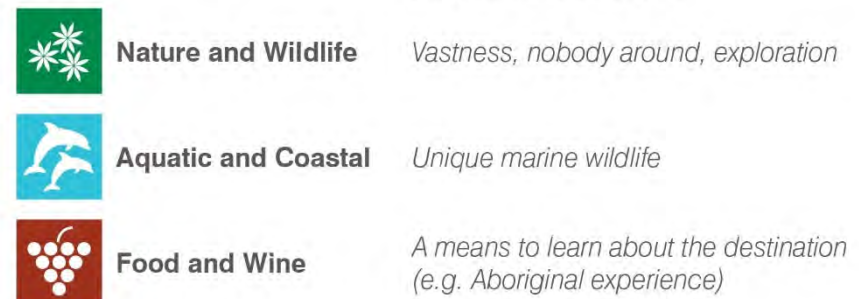 Nature and Wildlife Vastness, nobody around, exploration
Aquatic and Coastal Unique marine wildlife
Food and Wine A means to learn about the destination
(e.g. Aboriginal experience)